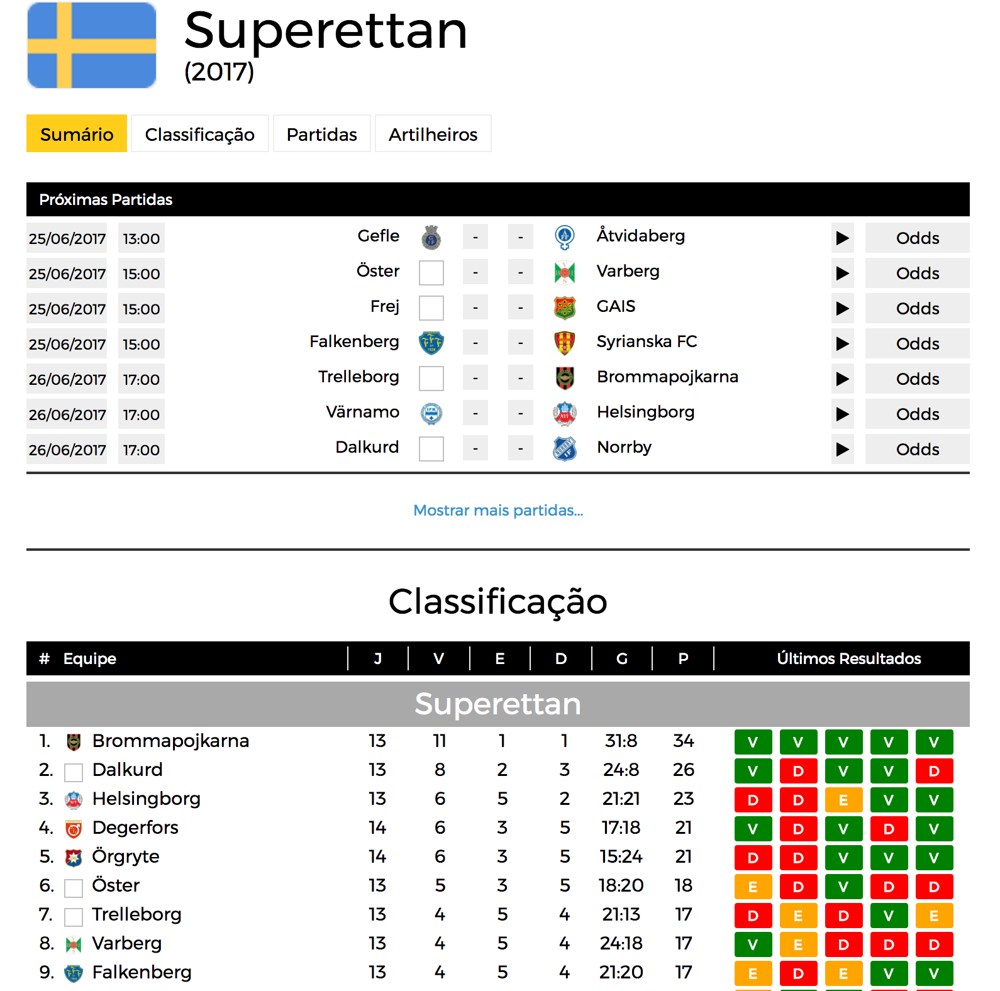 Superettan
(2017)
Sumário Classificação Partidas Artilheiros
Próximas Partidas
25/06/2017 13:00 Gefle - - Åtvidaberg Odds
25/06/2017 15:00 Öster - - Varberg Odds
25/06/2017 15:00 Frej - - GAIS Odds
25/06/2017 15:00 Falkenberg - - Syrianska FC Odds
26/06/2017 17:00 Trelleborg - - Brommapojkarna Odds
26/06/2017 17:00 Värnamo - - Helsingborg Odds
26/06/2017 17:00 Dalkurd - - Norrby Odds
Mostrar mais partidas...
Classificação
# Equipe J V E D G P Últimos Resultados
Superettan
1. Brommapojkarna 13 11 1 1 31:8 34 V V V V V
2. Dalkurd 13 8 2 3 24:8 26 V D V V D
3. Helsingborg 13 6 5 2 21:21 23 D D E V V
4. Degerfors 14 6 3 5 17:18 21 V D V D V
5. Örgryte 14 6 3 5 15:24 21 D D V V V
6. Öster 13 5 3 5 18:20 18 E D V D D
7. Trelleborg 13 4 5 4 21:13 17 D E D V E
8. Varberg 13 4 5 4 24:18 17 V E D D D
9. Falkenberg 13 4 5 4 21:20 17 E D E V V